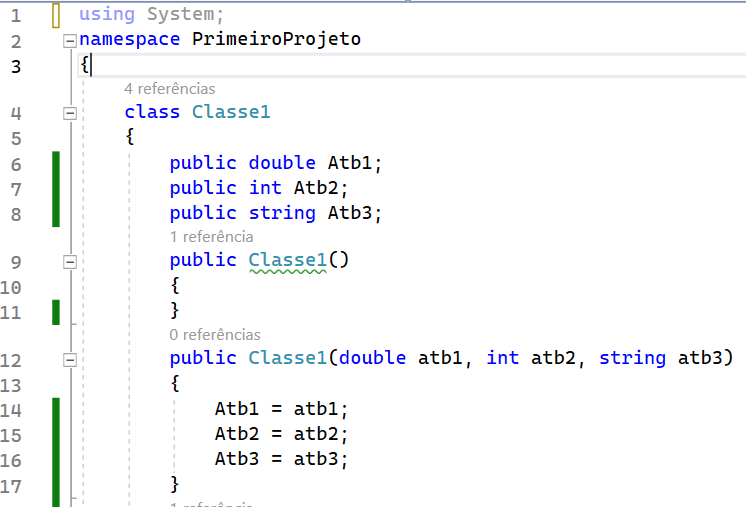 1 using System;
2 namespace PrimeiroProjeto
3 {
4 referências
4 class Classe1
5 {
6 public double Atb1;
7 public int Atb2;
8 public string Atb3;
1 referência
9 public Classe1()
10 {
11 }
0 referências
12 public Classe1(double atb1, int atb2, string atb3)
13 {
14 Atb1 = atb1;
15 Atb2 = atb2;
16 Atb3 = atb3;
17 }
1 referência